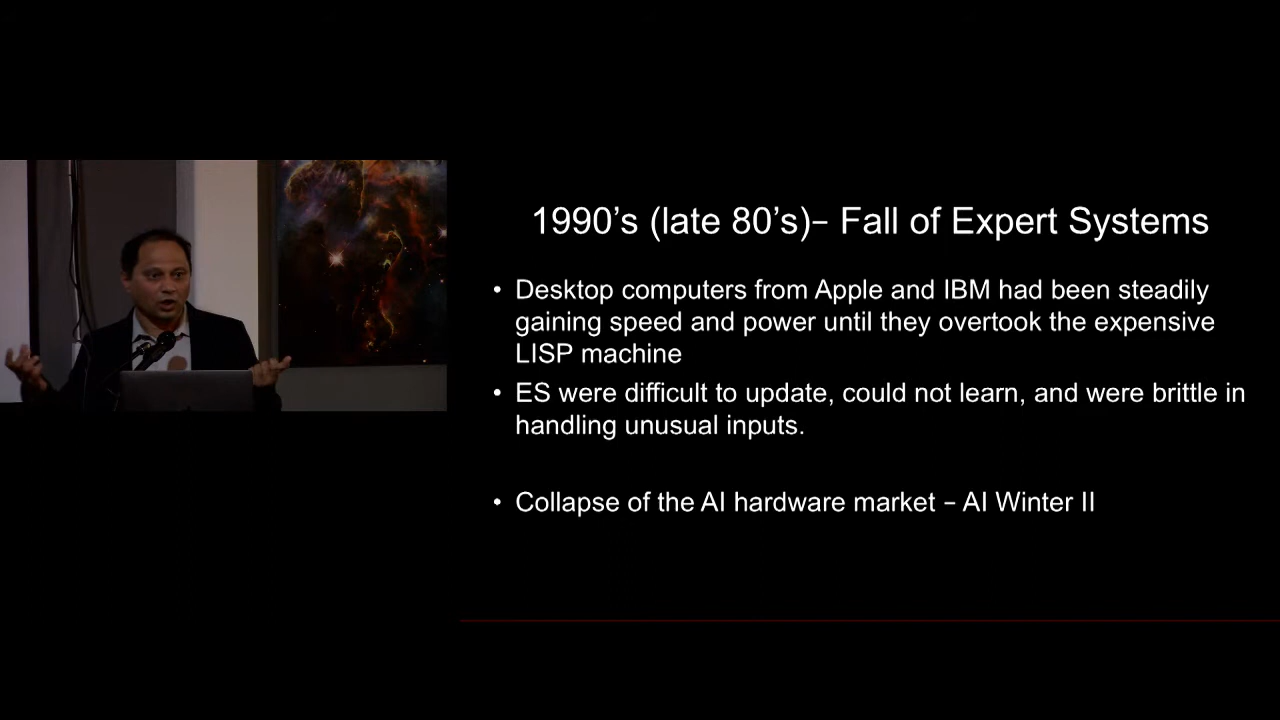 1990’s (late 80’s)– Fall of Expert Systems
• Desktop computers from Apple and IBM had been steadily
gaining speed and power until they overtook the expensive
LISP machine
• ES were difficult to update, could not learn, and were brittle in
handling unusual inputs.
• Collapse of the AI hardware market – AI Winter II